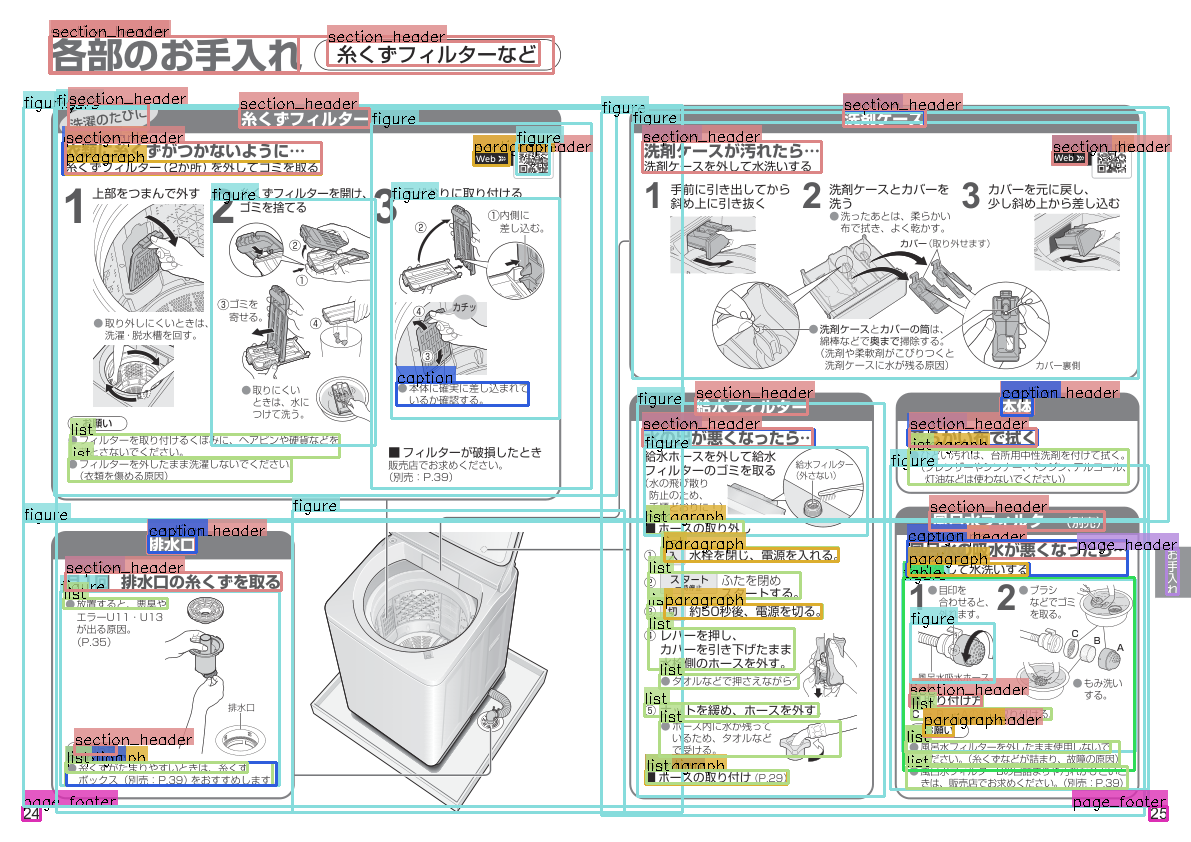 各部のお手入れ
糸くずフィルターなど
洗濯のたびに
糸くずフィルター
糸くずがつかないように…
糸くずフィルター(2か所)を外してゴミを取る
Web
1
上部をつまんで外す
●取り外しにくいときは、
洗濯・脱水槽を回す。
2
ずフィルターを開け、
ゴミを捨てる
②
①
③ゴミを
寄せる。
④
●取りにくい
ときは、水に
つけて洗う。
3
りに取り付ける
①内側に
差し込む。
②
カチッ
④
③
●本体に確実に差し込まれて
いるか確認する。
願い
●フィルターを取り付けるくぼみに、ヘアピンや硬貨などを
とさないでください。
●フィルターを外したまま洗濯しないでください
(衣類を傷める原因)
■フィルターが破損したとき
販売店でお求めください。
(別売:P.39)
洗剤ケース
洗剤ケースが汚れたら…
洗剤ケースを外して水洗いする
Web
1
手前に引き出してから
斜め上に引き抜く
2
洗剤ケースとカバーを
洗う
●洗ったあとは、柔らかい
布で拭き、よく乾かす。
カバー(取り外せます)
●洗剤ケースとカバーの筒は、
綿棒などで奥まで掃除する。
(洗剤や柔軟剤がこびりつくと
洗剤ケースに水が残る原因)
カバー裏側
3
カバーを元に戻し、
少し斜め上から差し込む
排水口
排水口の糸くずを取る
●放置すると、悪臭や
エラーU11・U13
が出る原因。
(P.35)
排水口
●糸くずがたまりやすいときは、糸くず
ボックス(別売:P.39)をおすすめします
給水フィルター
が悪くなったら…
給水ホースを外して給水
フィルターのゴミを取る
(水の飛び散り
防止のため、
給水フィルター
(外さない)
■ホースの取り外し
①
入
水栓を閉じ、電源を入れる。
②
スタート
ふたを閉め
スタートする。
③
切
約50秒後、電源を切る。
④
レバーを押し、
カバーを引き下げたまま
側のホースを外す。
●タオルなどで押さえながら
⑤
トを緩め、ホースを外す
●ホース内に水が残って
いるため、タオルなど
で受ける。
■ホースの取り付け(P.29)
本体
で拭く
汚れは、台所用中性洗剤を付けて拭く。
(クレンザーやシンナー、ベンジン、アルコール、
灯油などは使わないでください)
風呂水フィルター
(別売)
風呂水の吸水が悪くなったら…
して水洗いする
1
●目印を
合わせると、
ます。
風呂水吸水ホース
2
●ブラシ
などでゴミ
を取る。
C
B
A
●もみ洗い
する。
り付け方
願い
●風呂水フィルターを外したまま使用しないで
ださい。(糸くずなどが詰まり、故障の原因)
きは、販売店でお求めください。(別売:P.39)
お手入れ
24
25